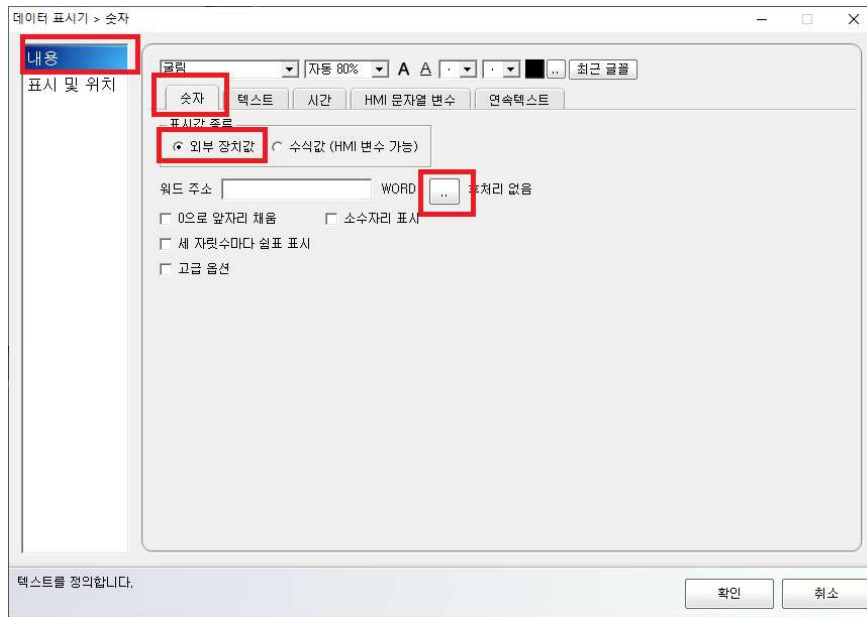 데이터 표시기 > 숫자
내용
표시 및 위치
굴림 자동 80% A A 최근 글꼴
숫자 텍스트 시간 HMI 문자열 변수 연속텍스트
표시값 종류
외부 장치값 수식값 (HMI 변수 가능)
워드 주소 WORD .. 후처리 없음
0으로 앞자리 채움 소수자리 표시
세 자릿수마다 쉼표 표시
고급 옵션
텍스트를 정의합니다.
확인 취소